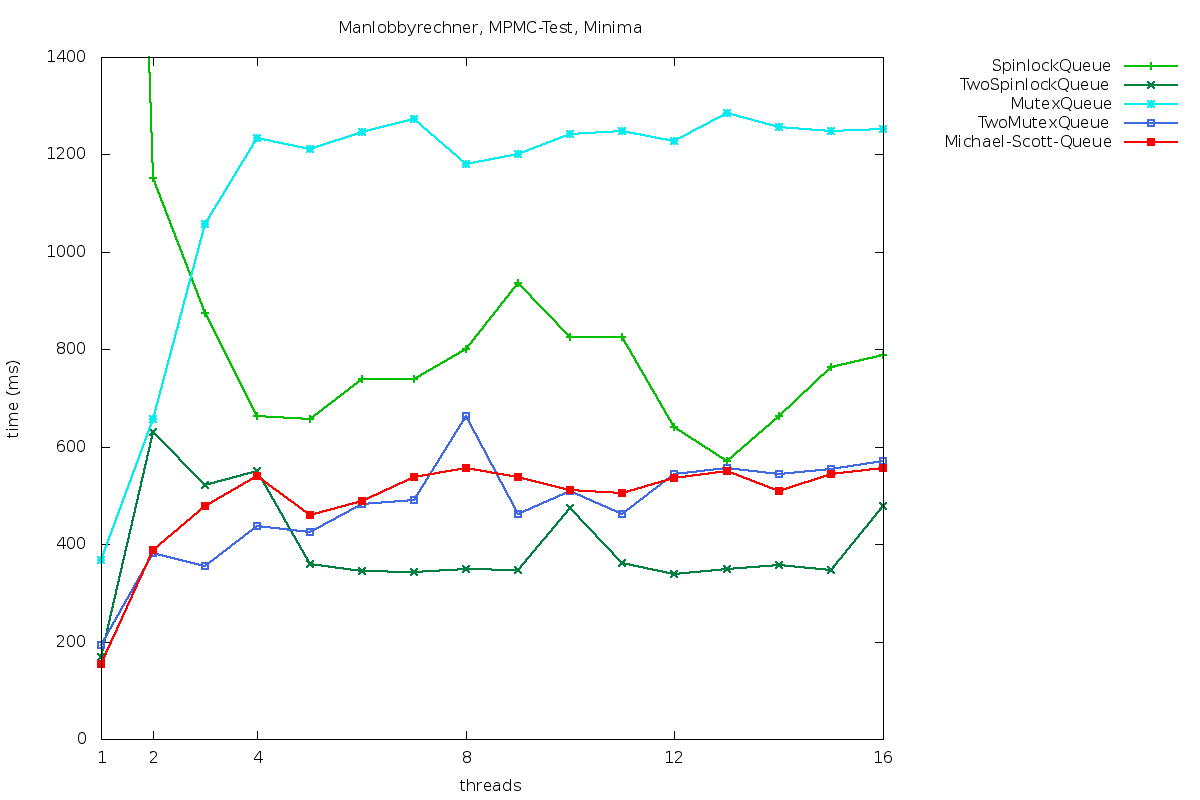 Manlobbyrechner, MPMC-Test, Minima
SpinlockQueue
TwoSpinlockQueue
MutexQueue
TwoMutexQueue
Michael-Scott-Queue
1400
1200
1000
800
600
400
200
0
time (ms)
1 2 4 8 12 16
threads